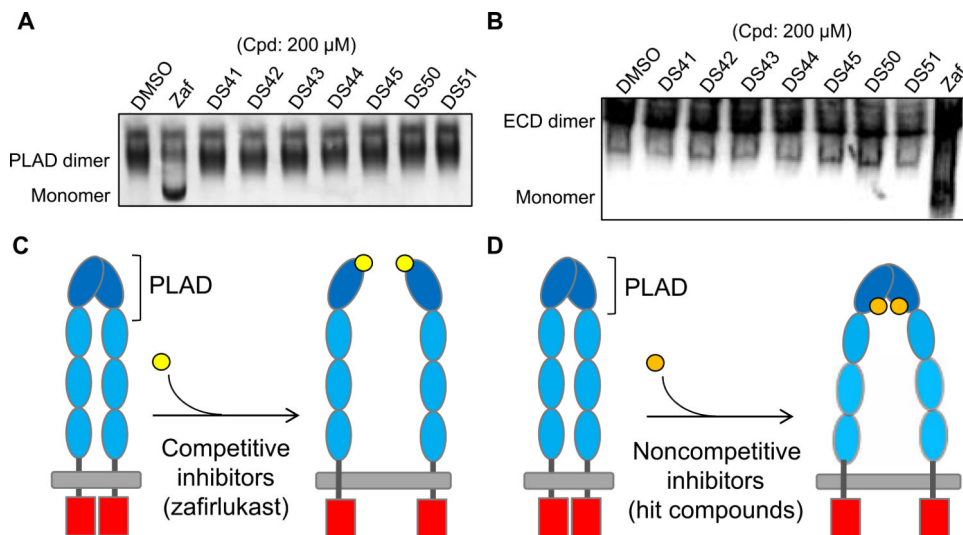 A
(Cpd: 200 µM)
DMSO
Zaf
DS41
DS42
DS43
DS44
DS45
DS50
DS51
PLAD dimer
Monomer
B
(Cpd: 200 µM)
DMSO
DS41
DS42
DS43
DS44
DS45
DS50
DS51
Zaf
ECD dimer
Monomer
C
PLAD
Competitive
inhibitors
(zafirlukast)
D
PLAD
Noncompetitive
inhibitors
(hit compounds)